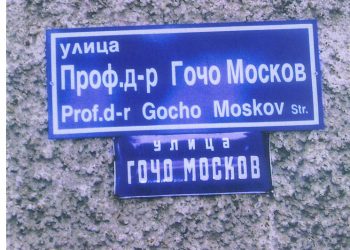 улица
Проф.д-р Гочо Москов
Prof.d-r Gocho Moskov Str.
УЛИЦА
ГОЧО МОСКОВ